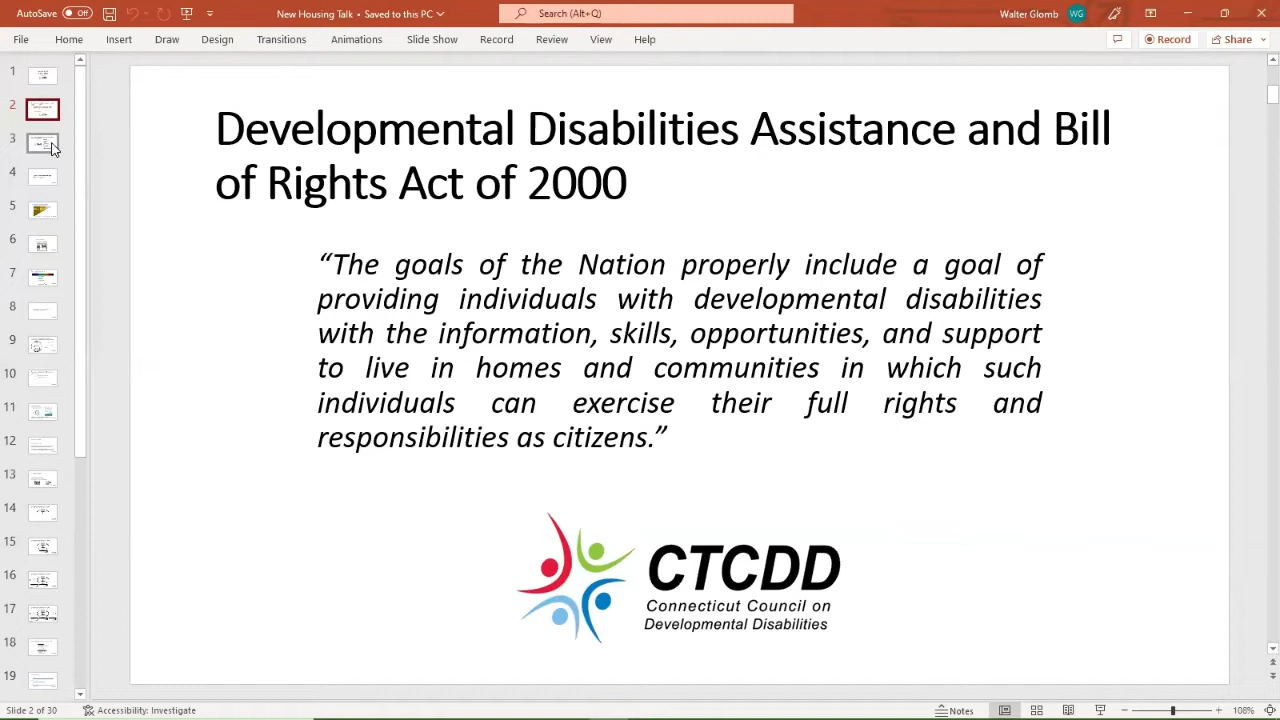 AutoSave Off New Housing Talk • Saved to this PC Search (Alt+Q) Walter Glomb WG
File Home Insert Draw Design Transitions Animations Slide Show Record Review View Help Record Share
1
2
3
5
6
7
8
10
11
12
13
14
15
16
17
18
19
Developmental Disabilities Assistance and Bill
of Rights Act of 2000
“The goals of the Nation properly include a goal of
providing individuals with developmental disabilities
with the information, skills, opportunities, and support
to live in homes and communities in which such
individuals can exercise their full rights and
responsibilities as citizens.”
CTCDD
Connecticut Council on
Developmental Disabilities
Slide 2 of 30 Accessibility: Investigate Notes 108%